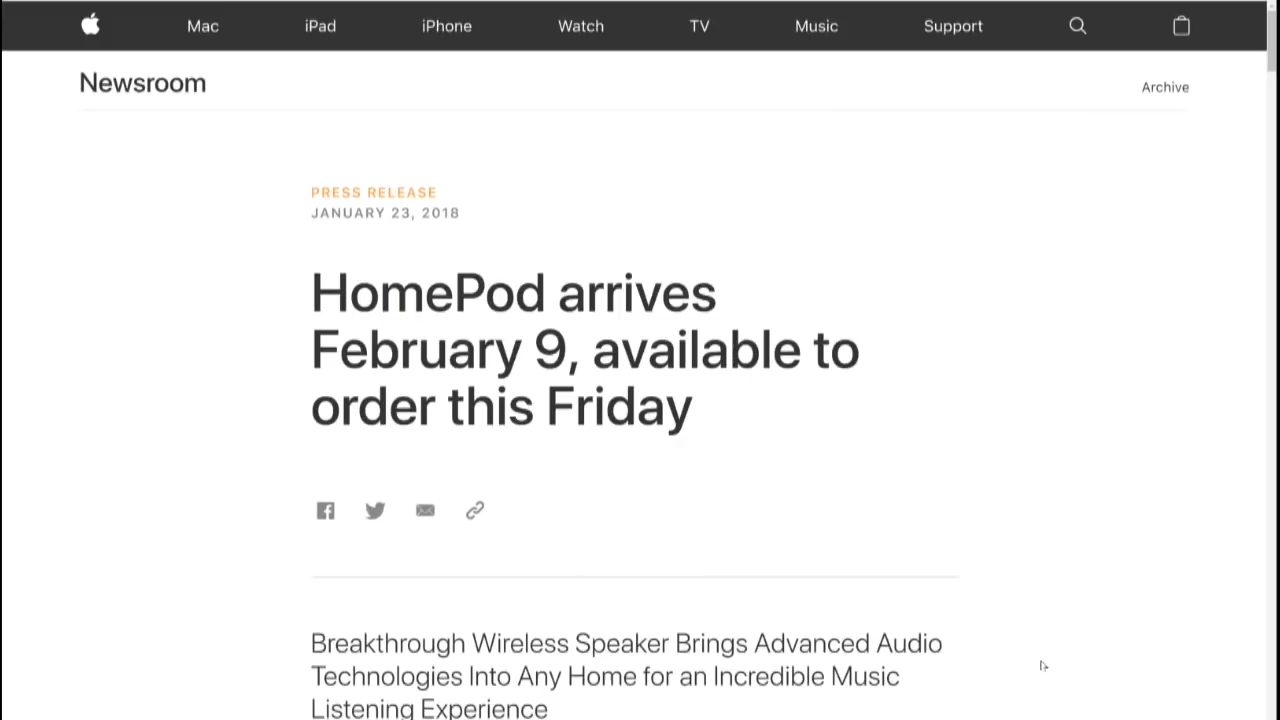 Mac iPad iPhone Watch TV Music Support
Newsroom
Archive
PRESS RELEASE
JANUARY 23, 2018
HomePod arrives
February 9, available to
order this Friday
Breakthrough Wireless Speaker Brings Advanced Audio
Technologies Into Any Home for an Incredible Music
Listening Experience